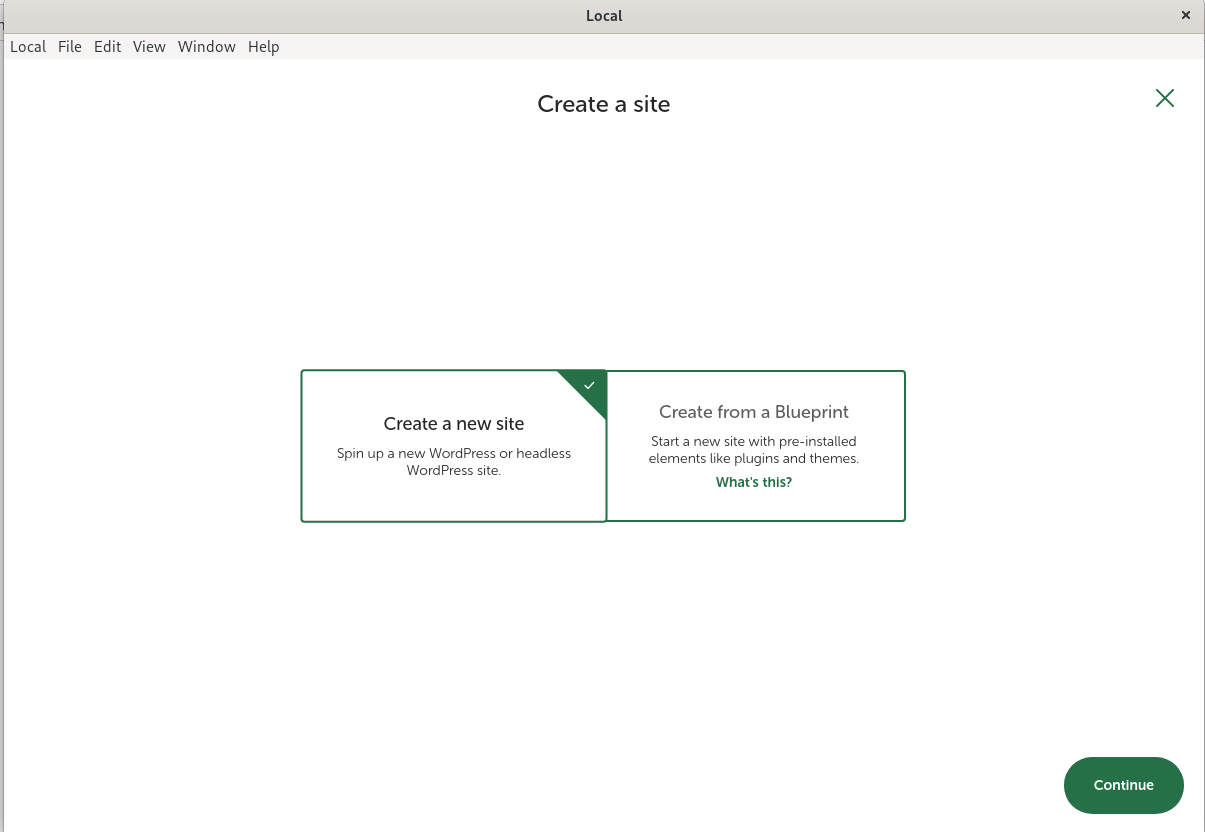 Local
Local File Edit View Window Help
Create a site
Create a new site
Spin up a new WordPress or headless
WordPress site.
Create from a Blueprint
Start a new site with pre-installed
elements like plugins and themes.
What's this?
Continue